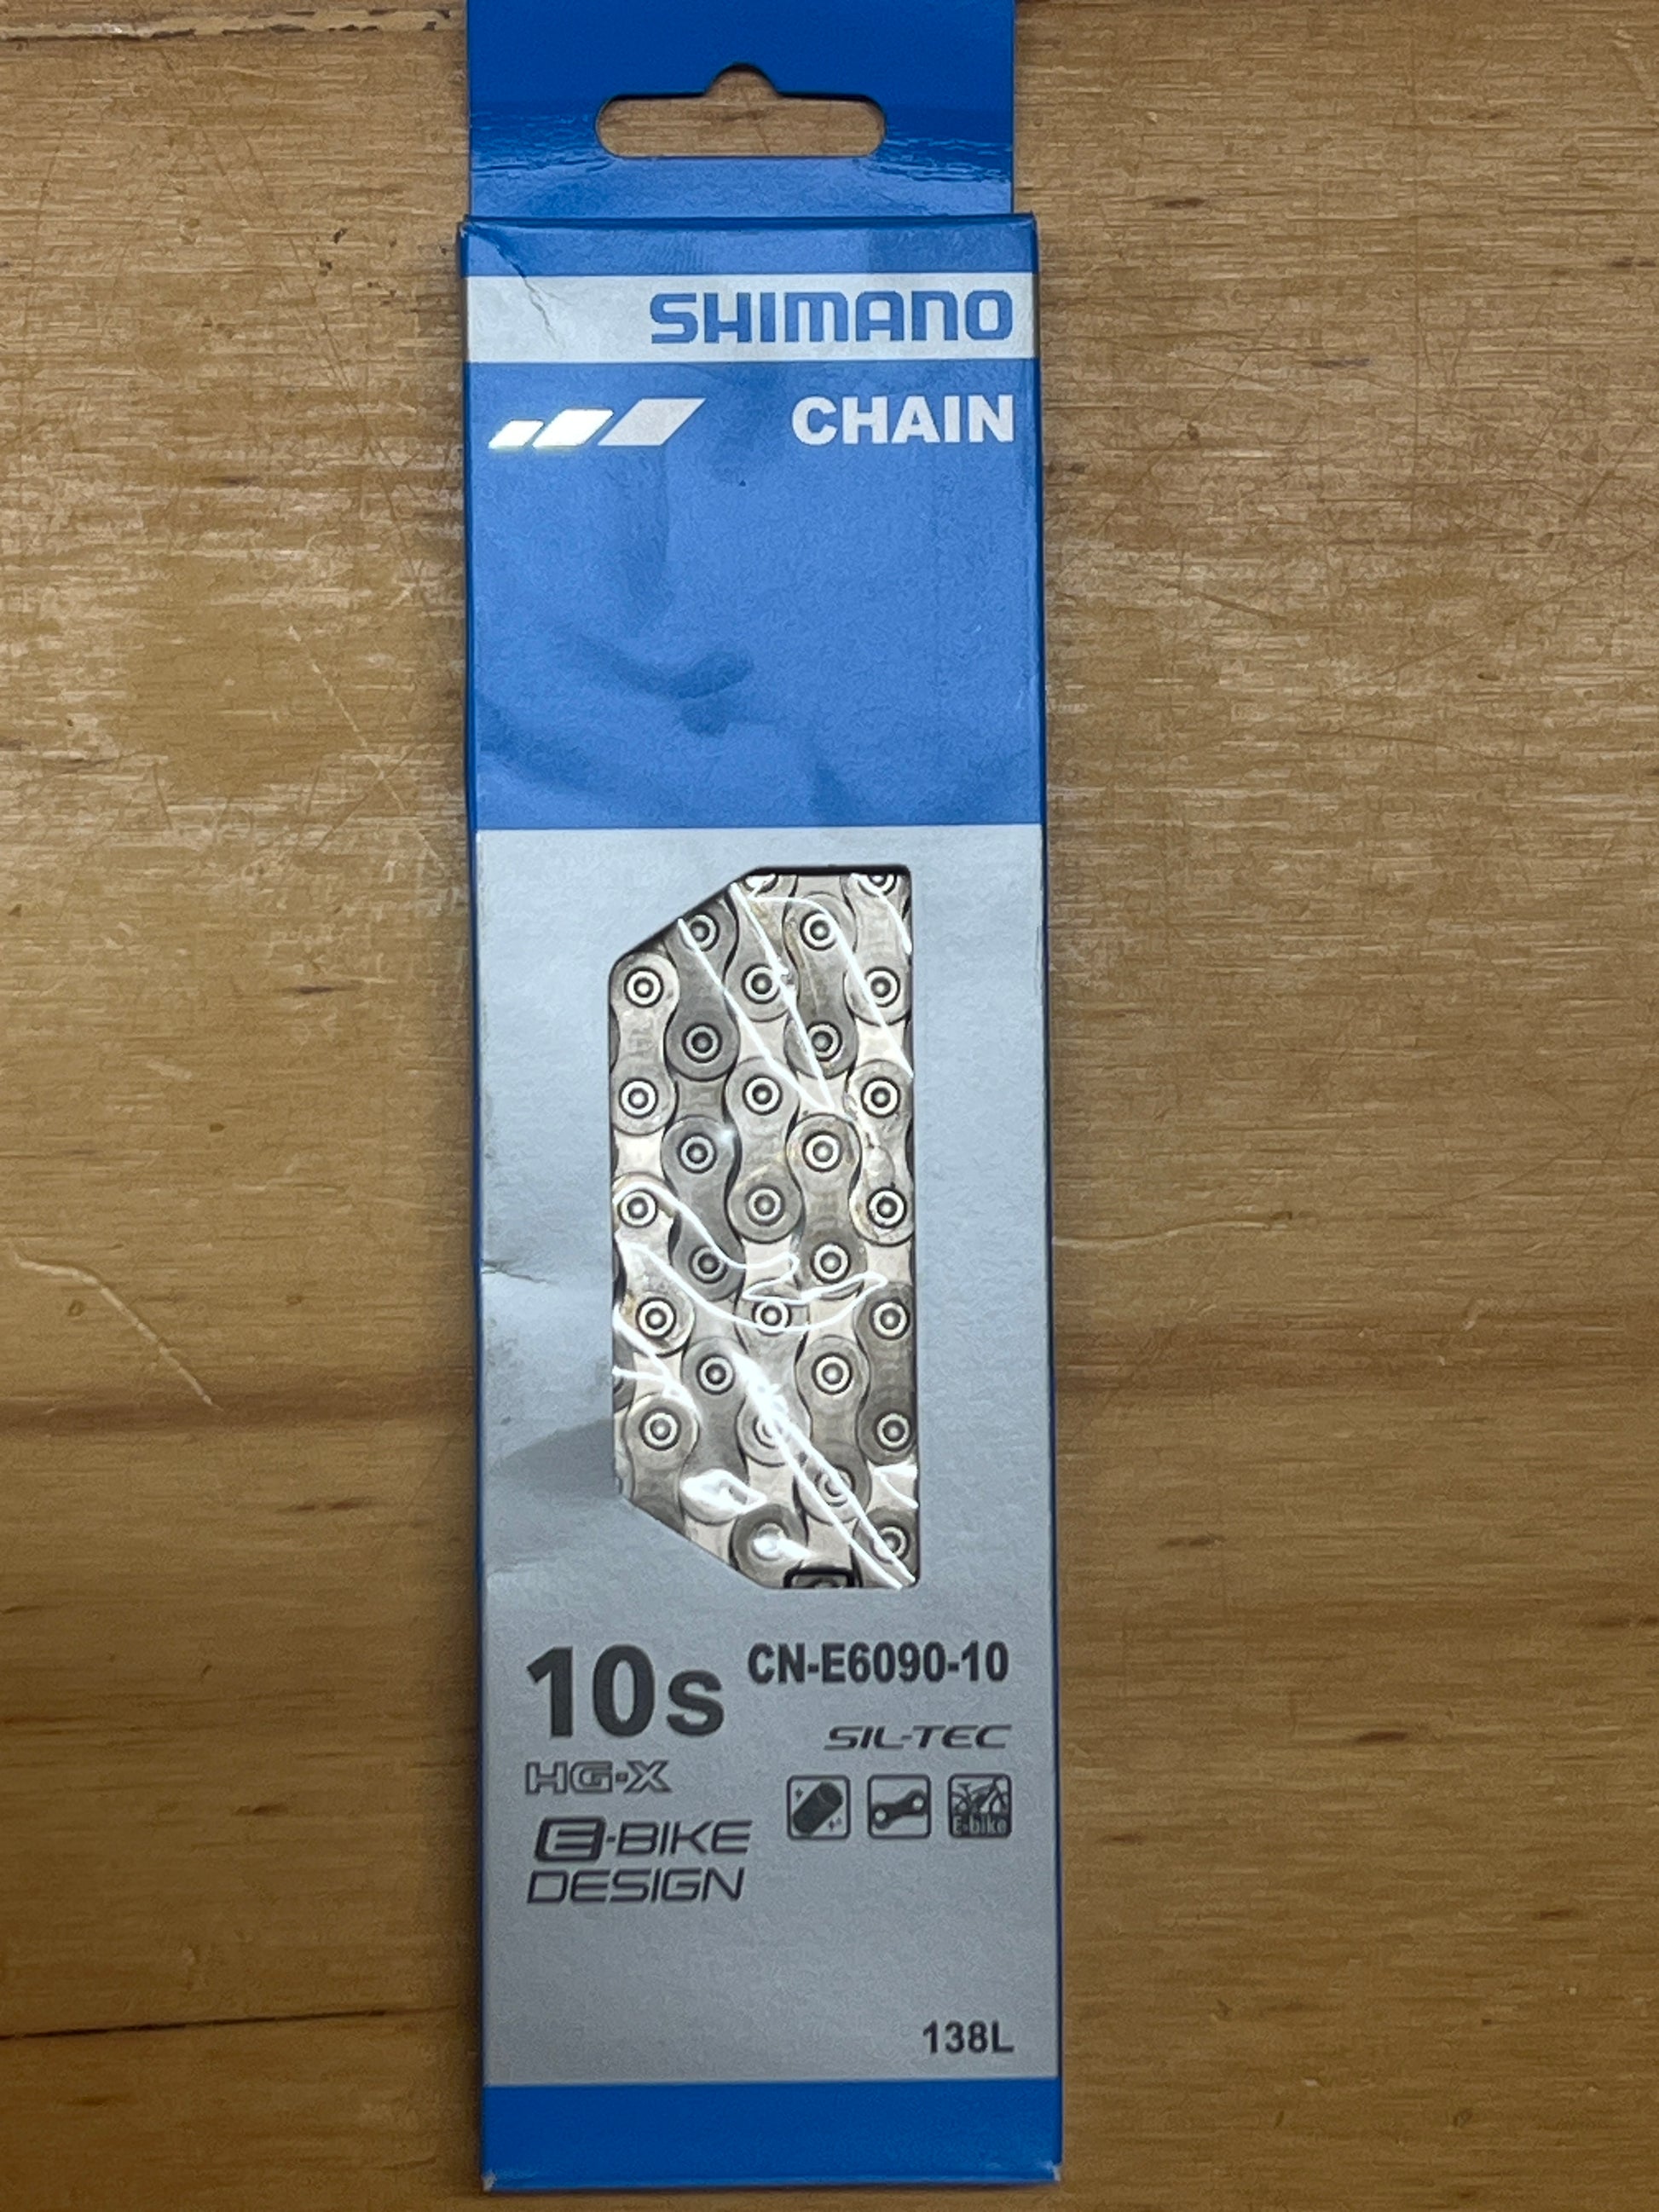 SHIMANO
CHAIN
10s CN-E6090-10
SIL-TEC
HG-X
E-BIKE
DESIGN
E-bike
138L